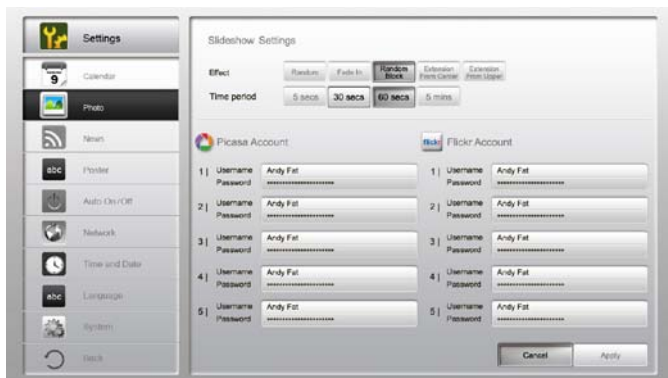 Settings
9
Calendar
Photo
News
abc Poster
Auto On/Off
Network
Time and Date
abc Language
System
Back
Slideshow Settings
Effect Random Fade In Random Block Extension From Center Extension From Upper
Time period 5 secs 30 secs 60 secs 5 mins
Picasa Account
1| Username Andy Fat
Password ••••••••••••••••••••••
2| Username Andy Fat
Password ••••••••••••••••••••••
3| Username Andy Fat
Password ••••••••••••••••••••••
4| Username Andy Fat
Password ••••••••••••••••••••••
5| Username Andy Fat
Password ••••••••••••••••••••••
flickr Flickr Account
1| Username Andy Fat
Password ••••••••••••••••••••••
2| Username Andy Fat
Password ••••••••••••••••••••••
3| Username Andy Fat
Password ••••••••••••••••••••••
4| Username Andy Fat
Password ••••••••••••••••••••••
5| Username Andy Fat
Password ••••••••••••••••••••••
Cancel Apply